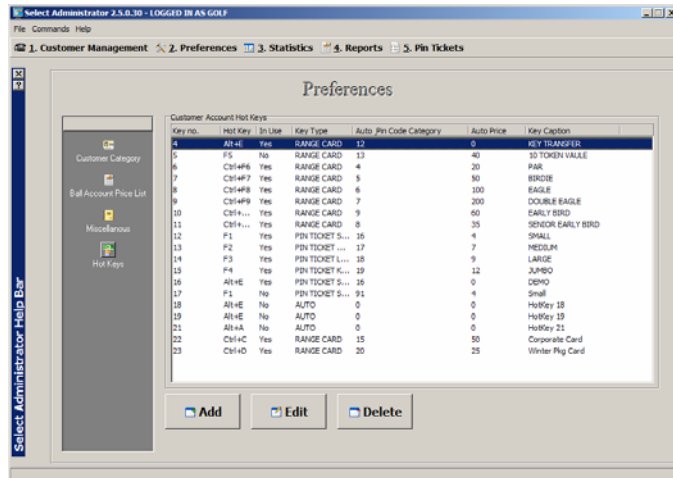 Select Administrator 2.5.0.30 - LOGGED IN AS GOLF
File Commands Help
1. Customer Management 2. Preferences 3. Statistics 4. Reports 5. Pin Tickets
Preferences
Customer Category
Ball Account Price List
Miscellanous
Hot Keys
Select Administrator Help Bar
Customer Account Hot Keys
Key no. Hot Key In Use Key Type Auto_Pin Code Category Auto Price Key Caption
4 Alt+E Yes RANGE CARD 12 0 KEY TRANSFER
5 F5 No RANGE CARD 13 40 10 TOKEN VAULE
6 Ctrl+F6 Yes RANGE CARD 4 20 PAR
7 Ctrl+F7 Yes RANGE CARD 5 50 BIRDIE
8 Ctrl+F8 Yes RANGE CARD 6 100 EAGLE
9 Ctrl+F9 Yes RANGE CARD 7 200 DOUBLE EAGLE
10 Ctrl+... Yes RANGE CARD 9 60 EARLY BIRD
11 Ctrl+... Yes RANGE CARD 8 35 SENIOR EARLY BIRD
12 F1 Yes PIN TICKET S... 16 4 SMALL
13 F2 Yes PIN TICKET ... 17 7 MEDIUM
14 F3 Yes PIN TICKET L... 18 9 LARGE
15 F4 Yes PIN TICKET K... 19 12 JUMBO
16 Alt+E Yes PIN TICKET S... 16 0 DEMO
17 F1 No PIN TICKET S... 91 4 Small
18 Alt+E No AUTO 0 0 HotKey 18
19 Alt+E No AUTO 0 0 HotKey 19
21 Alt+A No AUTO 0 0 HotKey 21
22 Ctrl+C Yes RANGE CARD 15 50 Corporate Card
23 Ctrl+D Yes RANGE CARD 20 25 Winter Pkg Card
Add Edit Delete